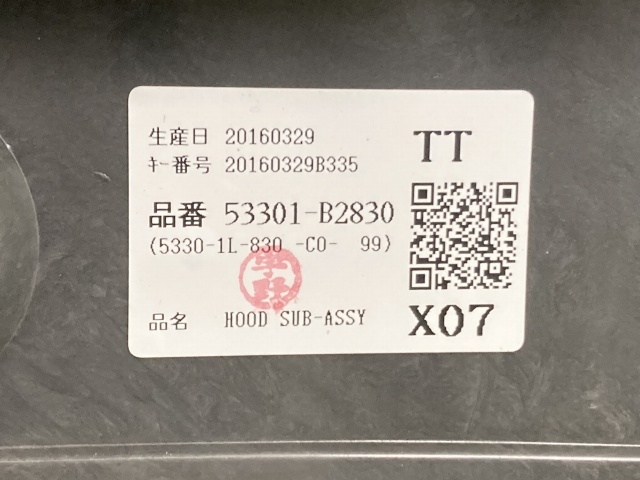 生産日 20160329
TT
ｷｰ番号 20160329B335
品番 53301-B2830
(5330-1L-830 -C0-  99)
品名 HOOD SUB-ASSY
X07